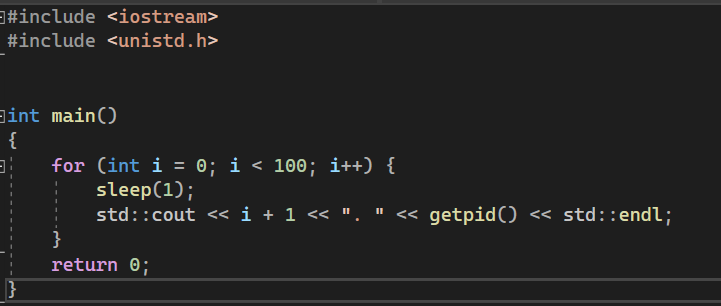 #include <iostream>
#include <unistd.h>
int main()
{
for (int i = 0; i < 100; i++) {
sleep(1);
std::cout << i + 1 << ". " << getpid() << std::endl;
}
return 0;
}